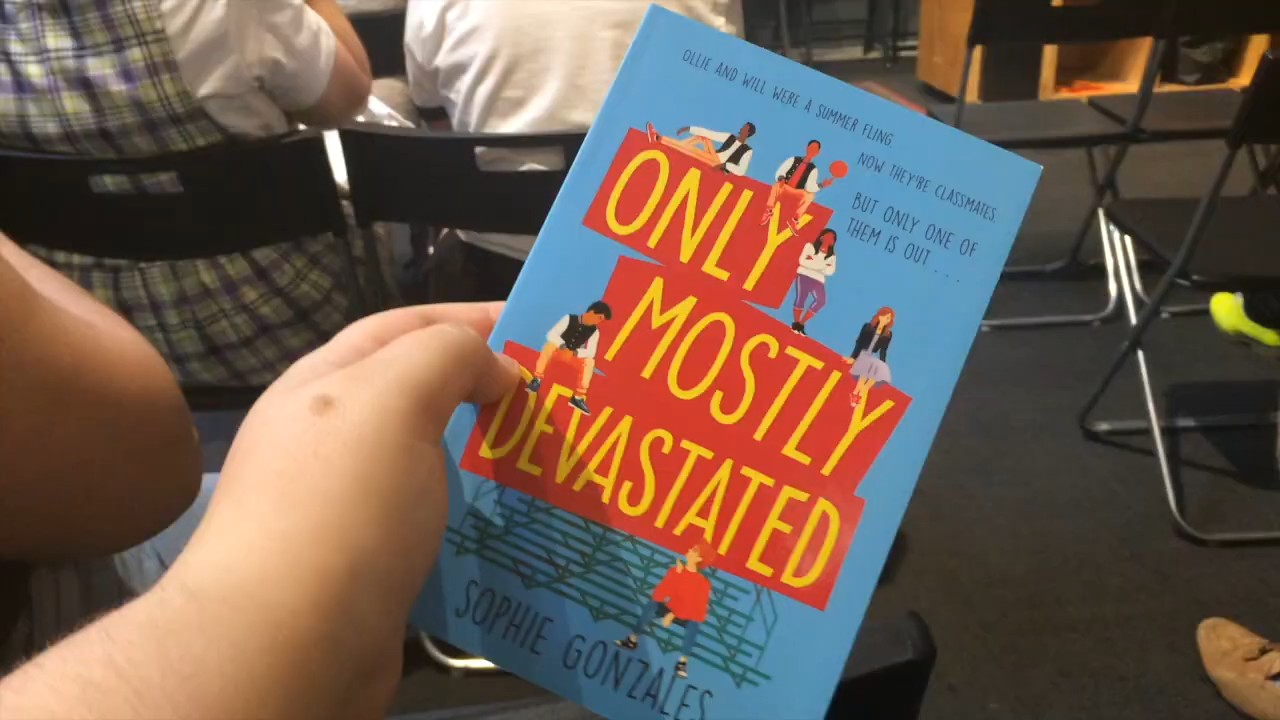 OLLIE AND WILL WERE A SUMMER FLING.
NOW THEY'RE CLASSMATES.
BUT ONLY ONE OF
THEM IS OUT . . .
ONLY
MOSTLY
DEVASTATED
SOPHIE GONZALES